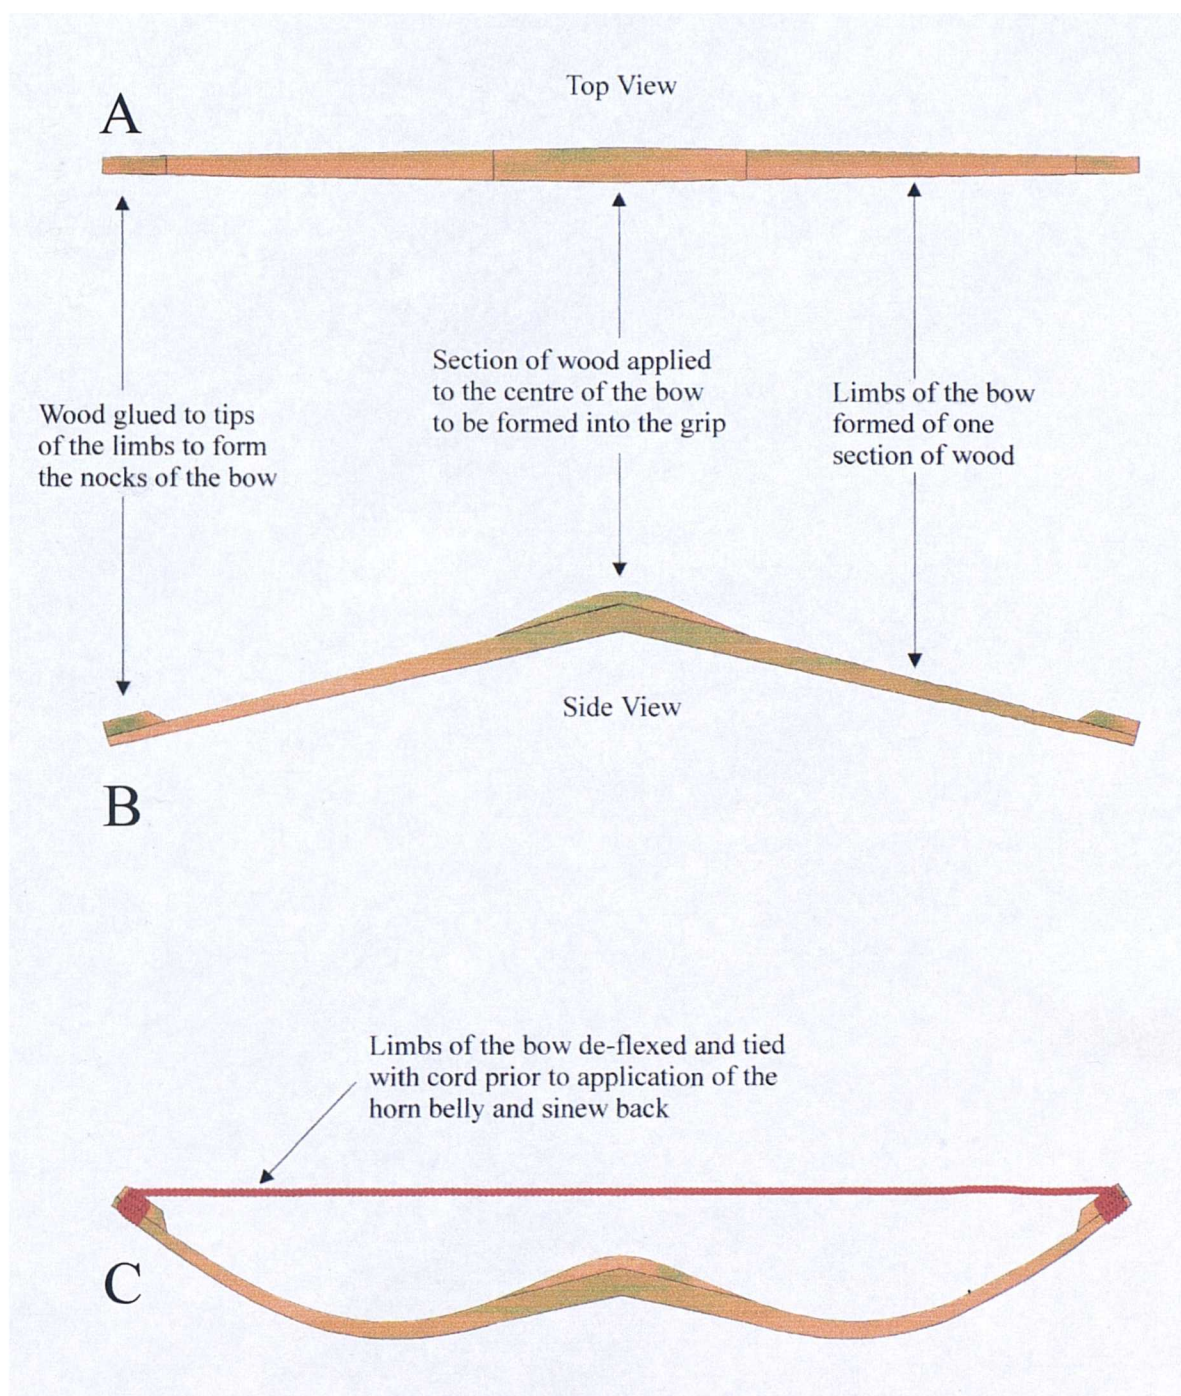 Top View
A
Wood glued to tips
of the limbs to form
the nocks of the bow
Section of wood applied
to the centre of the bow
to be formed into the grip
Limbs of the bow
formed of one
section of wood
Side View
B
Limbs of the bow de-flexed and tied
with cord prior to application of the
horn belly and sinew back
C